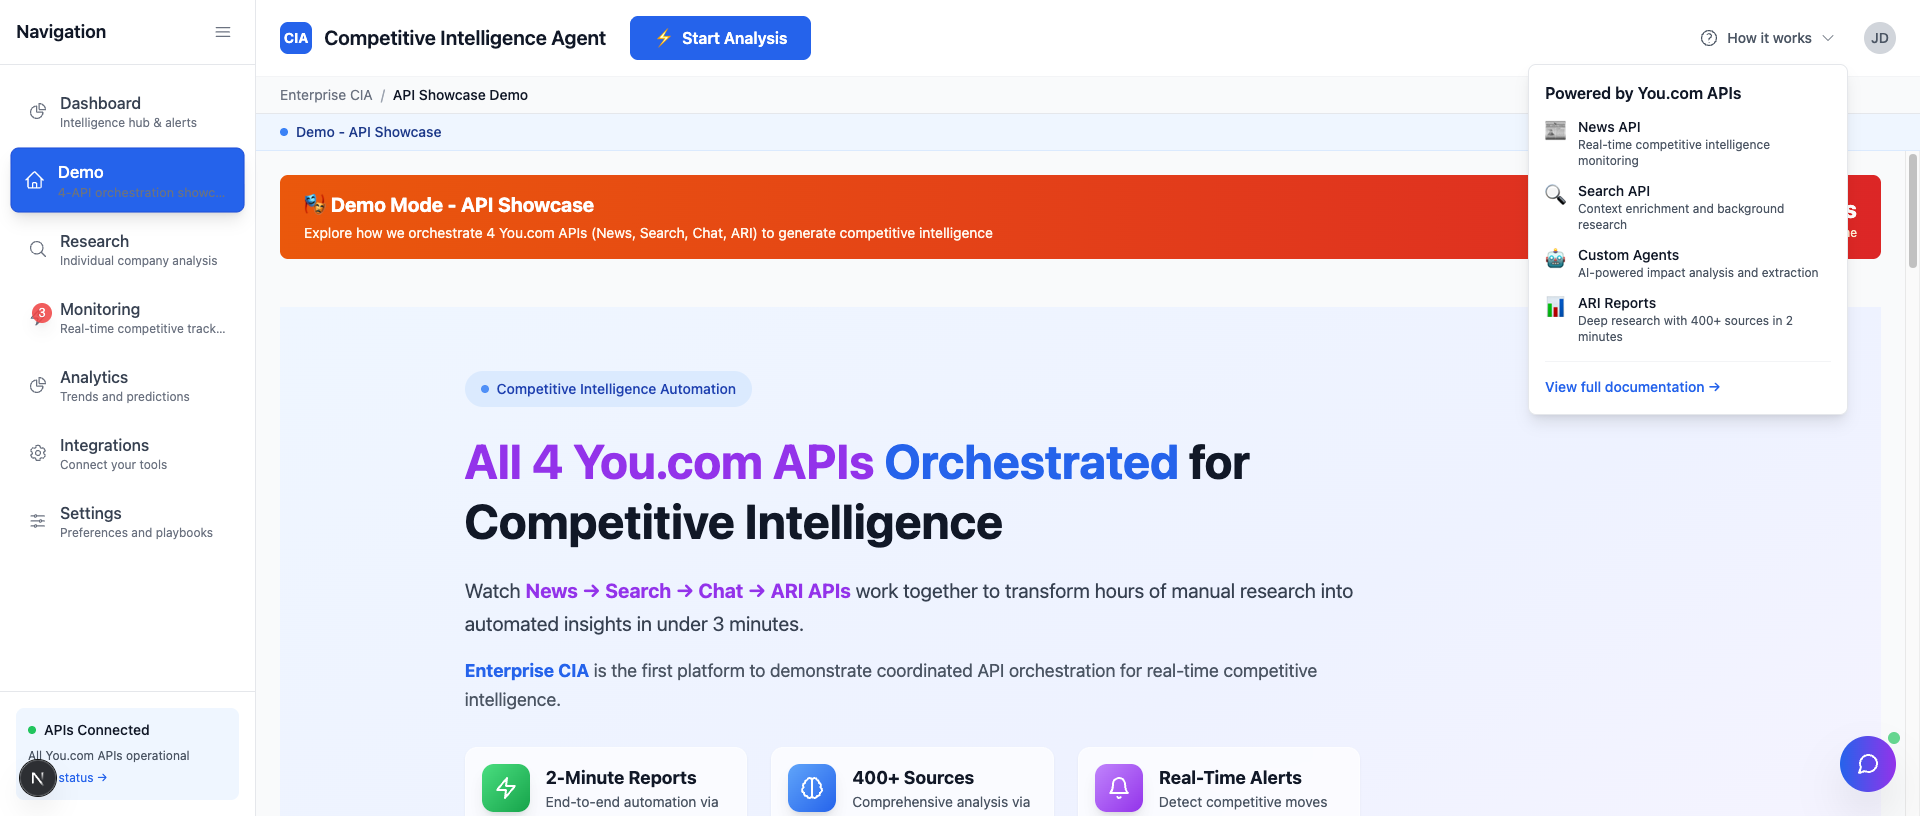 Navigation
Dashboard
Intelligence hub & alerts
Demo
4-API orchestration showc...
Research
Individual company analysis
3
Monitoring
Real-time competitive track...
Analytics
Trends and predictions
Integrations
Connect your tools
Settings
Preferences and playbooks
APIs Connected
All You.com APIs operational
N
status →
CIA
Competitive Intelligence Agent
⚡ Start Analysis
How it works
JD
Enterprise CIA / API Showcase Demo
Demo - API Showcase
Demo Mode - API Showcase
Explore how we orchestrate 4 You.com APIs (News, Search, Chat, ARI) to generate competitive intelligence
Powered by You.com APIs
News API
Real-time competitive intelligence
monitoring
Search API
Context enrichment and background
research
Custom Agents
AI-powered impact analysis and extraction
ARI Reports
Deep research with 400+ sources in 2
minutes
View full documentation →
Competitive Intelligence Automation
All 4 You.com APIs Orchestrated for
Competitive Intelligence
Watch News → Search → Chat → ARI APIs work together to transform hours of manual research into
automated insights in under 3 minutes.
Enterprise CIA is the first platform to demonstrate coordinated API orchestration for real-time competitive
intelligence.
2-Minute Reports
End-to-end automation via
400+ Sources
Comprehensive analysis via
Real-Time Alerts
Detect competitive moves